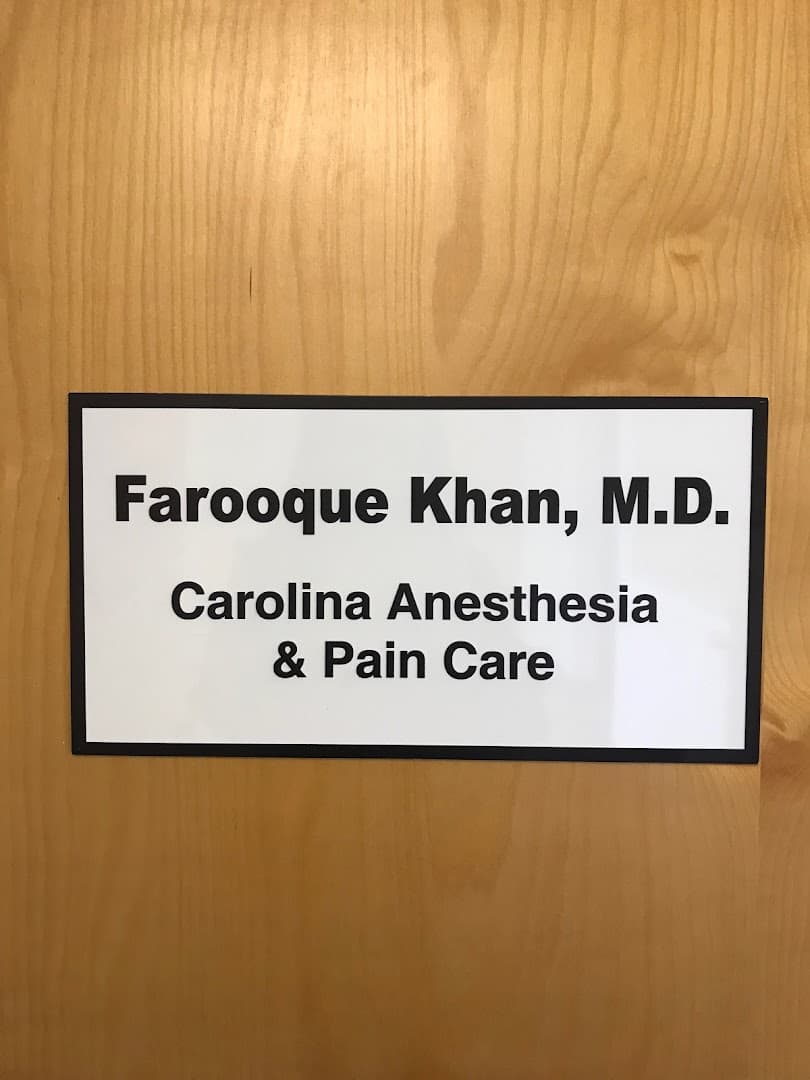 Farooque Khan, M.D.
Carolina Anesthesia
& Pain Care